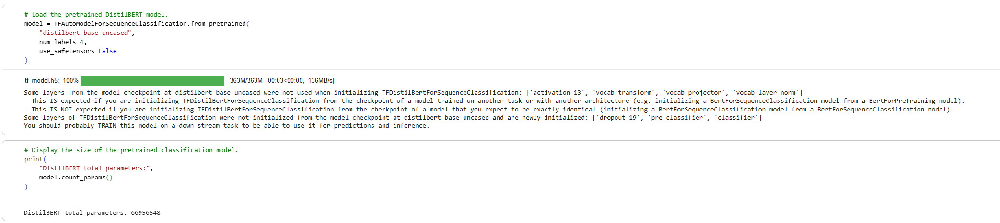 # Load the pretrained DistilBERT model.
model = TFAutoModelForSequenceClassification.from_pretrained(
    "distilbert-base-uncased",
    num_labels=4,
    use_safetensors=False
)
tf_model.h5: 100% 363M/363M [00:03<00:00, 136MB/s]
Some layers from the model checkpoint at distilbert-base-uncased were not used when initializing TFDistilBertForSequenceClassification: ['activation_13', 'vocab_transform', 'vocab_projector', 'vocab_layer_norm']
- This IS expected if you are initializing TFDistilBertForSequenceClassification from the checkpoint of a model trained on another task or with another architecture (e.g. initializing a BertForSequenceClassification model from a BertForPreTraining model).
- This IS NOT expected if you are initializing TFDistilBertForSequenceClassification from the checkpoint of a model that you expect to be exactly identical (initializing a BertForSequenceClassification model from a BertForSequenceClassification model).
Some layers of TFDistilBertForSequenceClassification were not initialized from the model checkpoint at distilbert-base-uncased and are newly initialized: ['dropout_19', 'pre_classifier', 'classifier']
You should probably TRAIN this model on a down-stream task to be able to use it for predictions and inference.
# Display the size of the pretrained classification model.
print(
    "DistilBERT total parameters:",
    model.count_params()
)
DistilBERT total parameters: 66956548